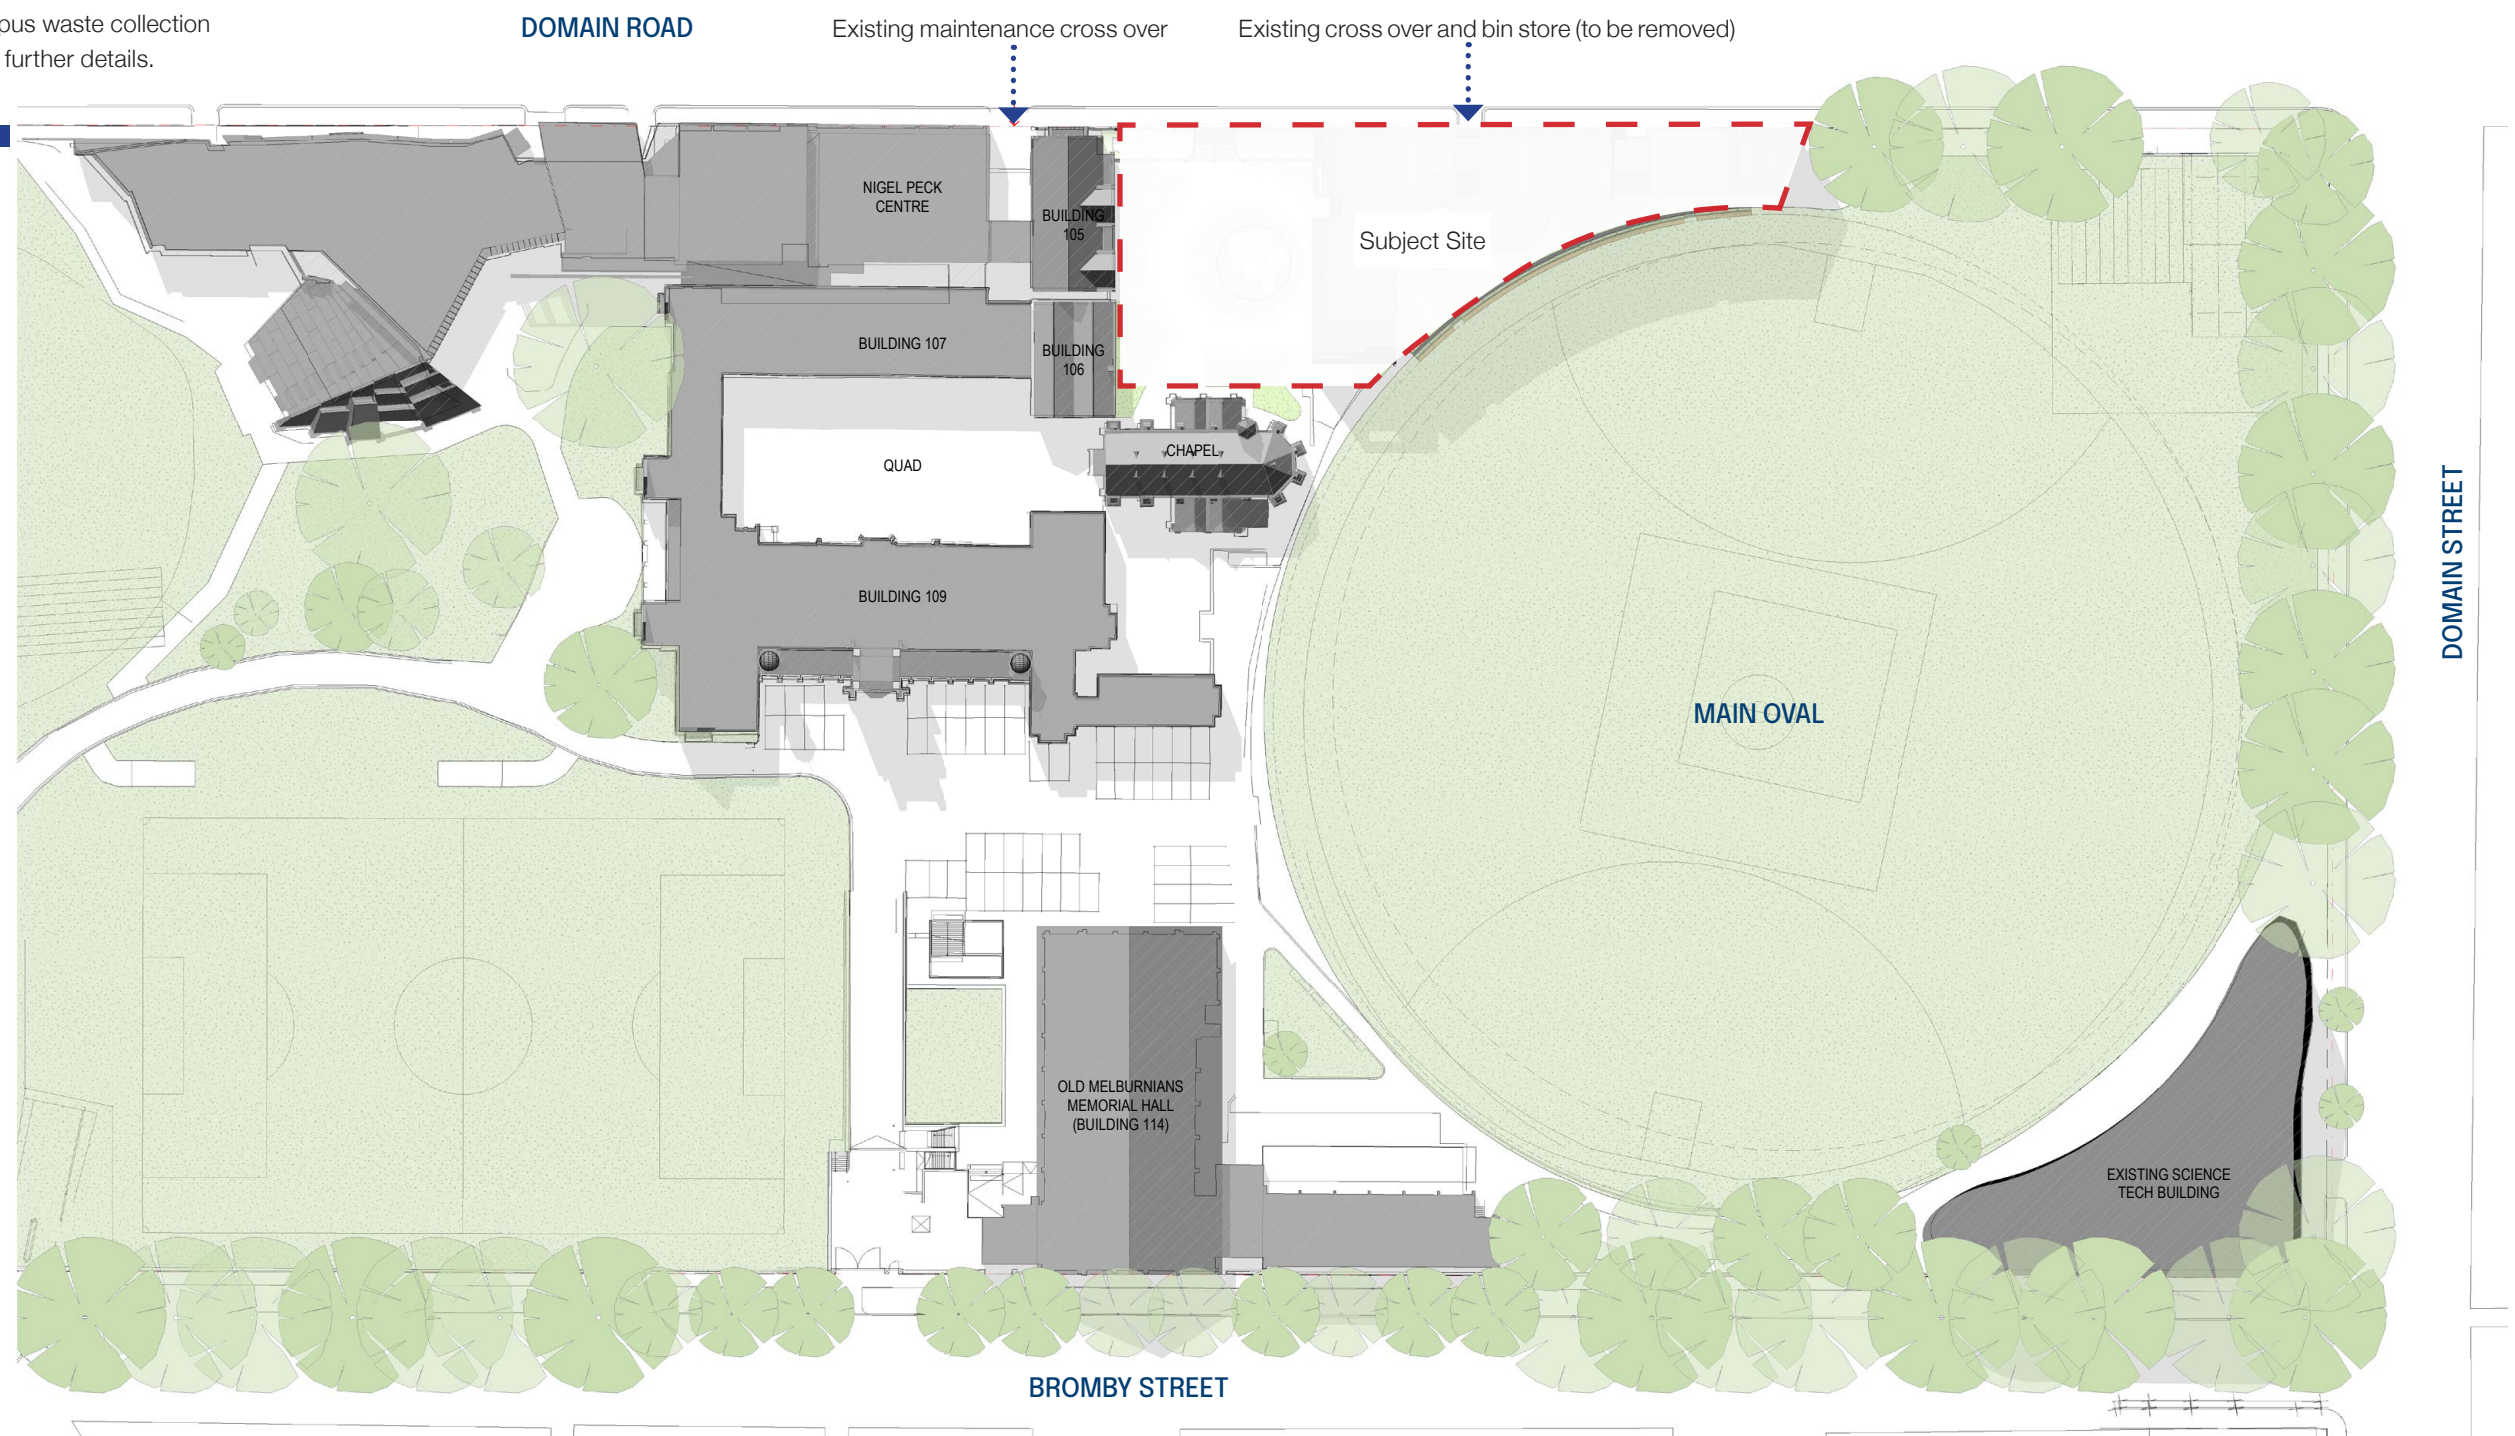 waste collection
further details.
DOMAIN ROAD
Existing maintenance cross over
Existing cross over and bin store (to be removed)
NIGEL PECK
CENTRE
BUILDING
105
Subject Site
BUILDING 107
BUILDING
106
CHAPEL
QUAD
DOMAIN STREET
BUILDING 109
MAIN OVAL
OLD MELBURNIANS
MEMORIAL HALL
(BUILDING 114)
EXISTING SCIENCE
TECH BUILDING
BROMBY STREET